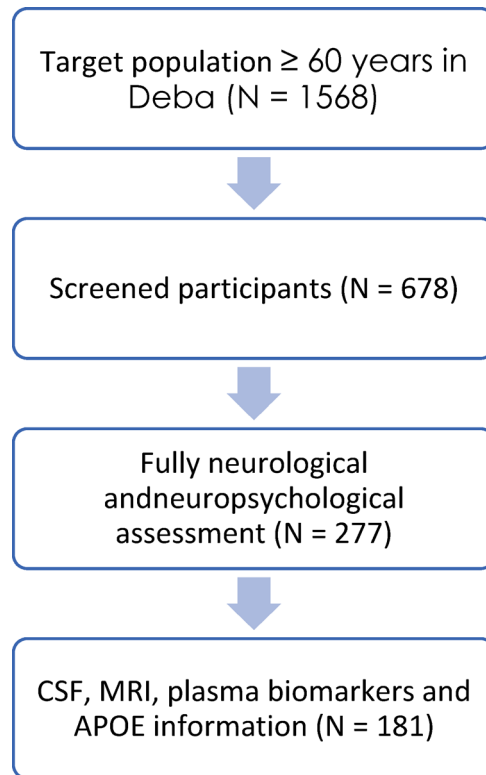 Target population ≥ 60 years in
Deba (N = 1568)
Screened participants (N = 678)
Fully neurological
andneuropsychological
assessment (N = 277)
CSF, MRI, plasma biomarkers and
APOE information (N = 181)